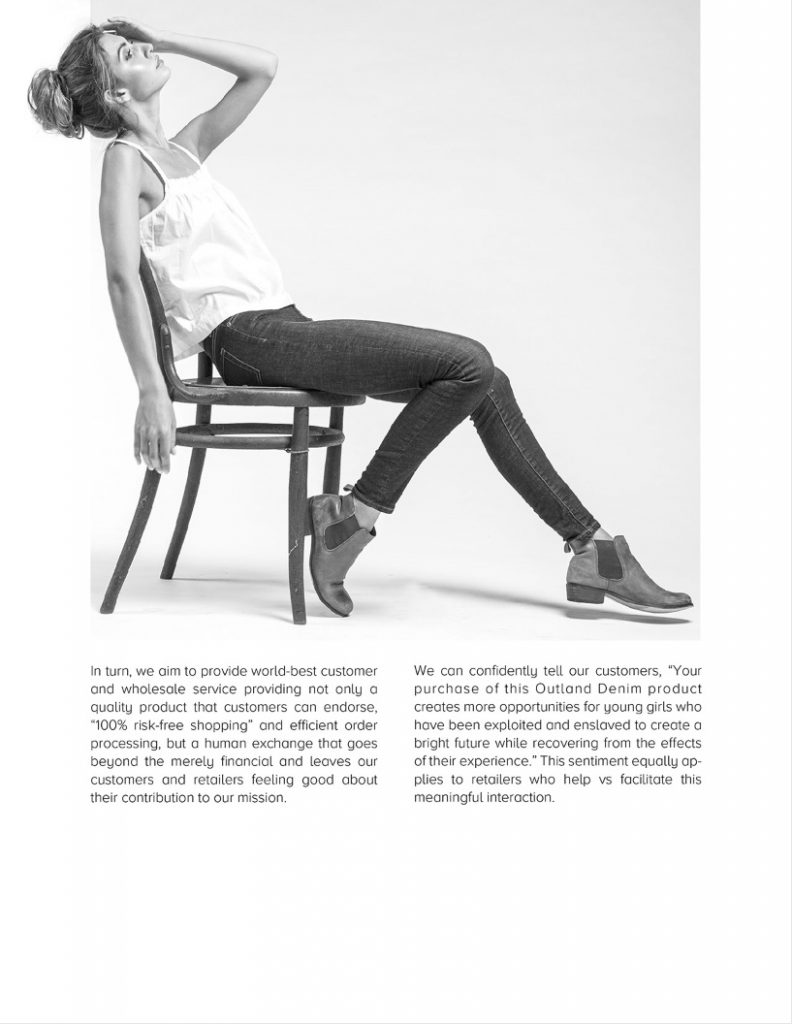 In turn, we aim to provide world-best customer
and wholesale service providing not only a
quality product that customers can endorse,
“100% risk-free shopping” and efficient order
processing, but a human exchange that goes
beyond the merely financial and leaves our
customers and retailers feeling good about
their contribution to our mission.
We can confidently tell our customers, “Your
purchase of this Outland Denim product
creates more opportunities for young girls who
have been exploited and enslaved to create a
bright future while recovering from the effects
of their experience.” This sentiment equally ap-
plies to retailers who help vs facilitate this
meaningful interaction.